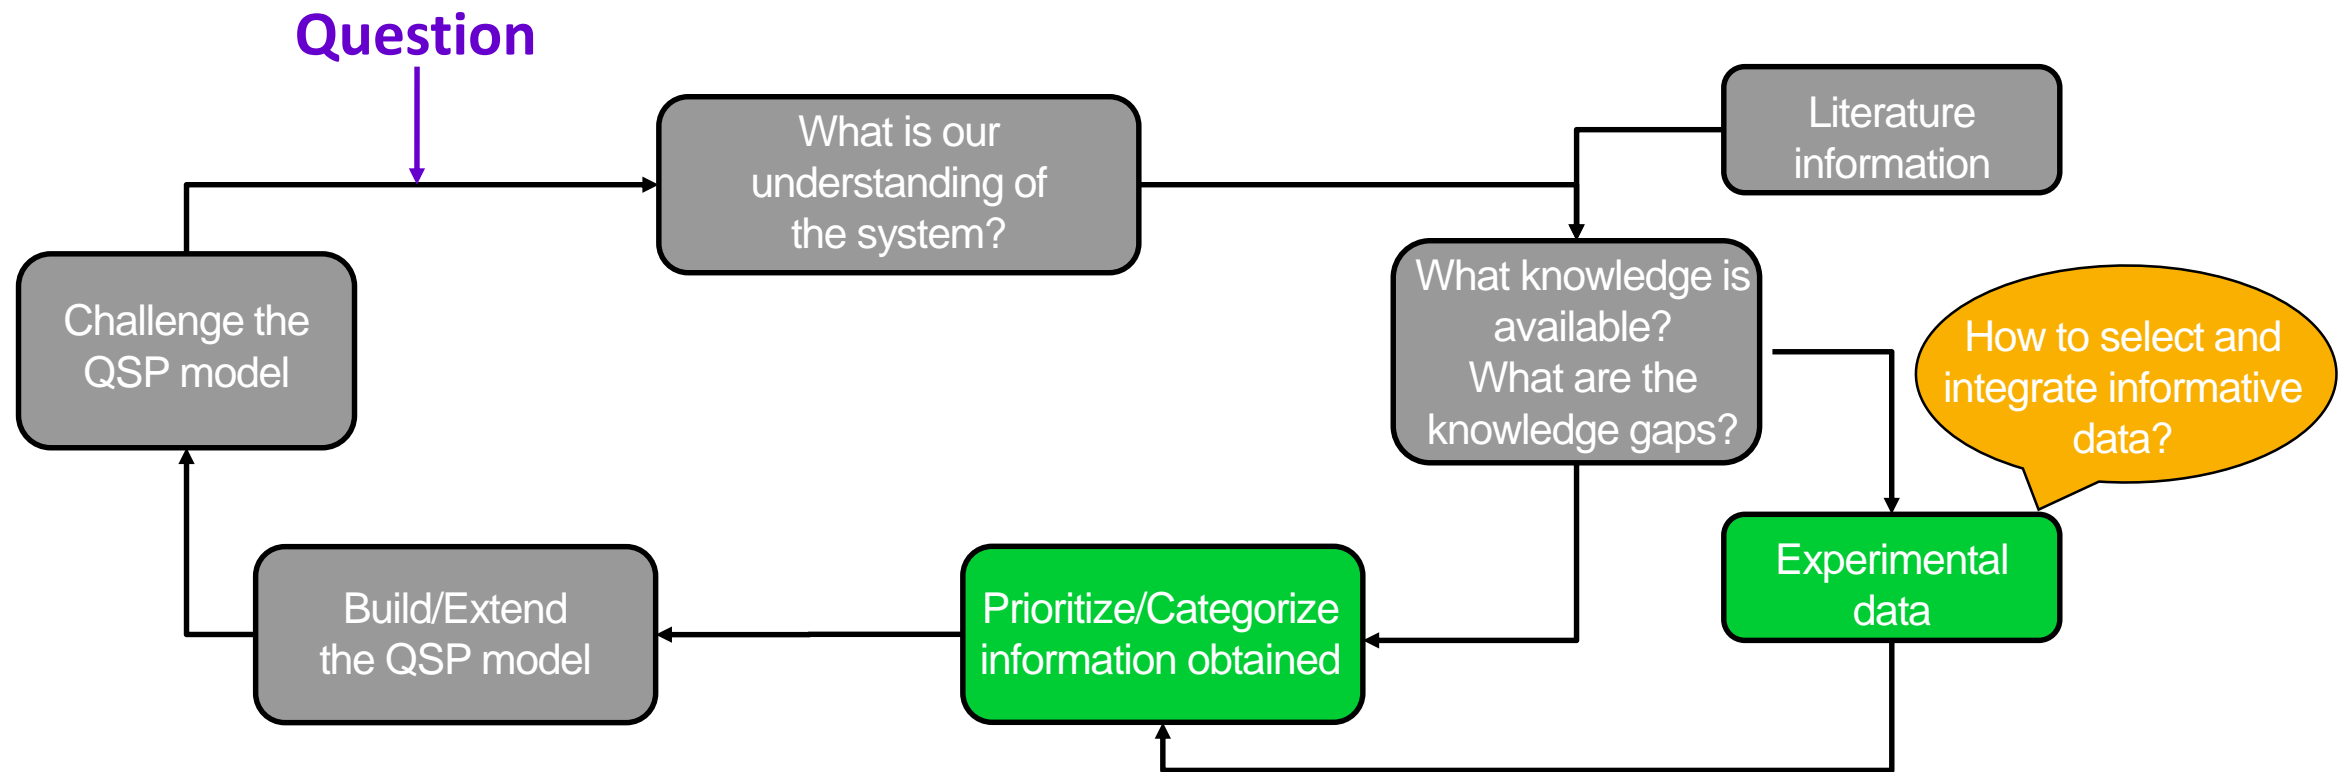 Question
What is our
understanding of
the system?
Literature
information
What knowledge is
available?
What are the
knowledge gaps?
How to select and
integrate informative
data?
Challenge the
QSP model
Experimental
data
Prioritize/Categorize
information obtained
Build/Extend
the QSP model